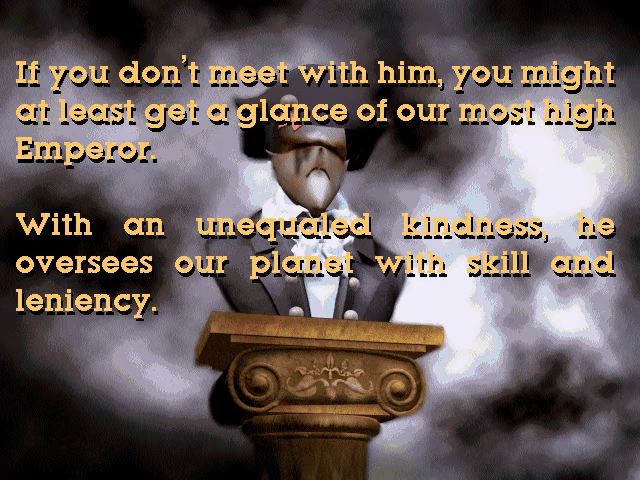 If you don't meet with him, you might
at least get a glance of our most high
Emperor.
With an unequaled kindness, he
oversees our planet with skill and
leniency.